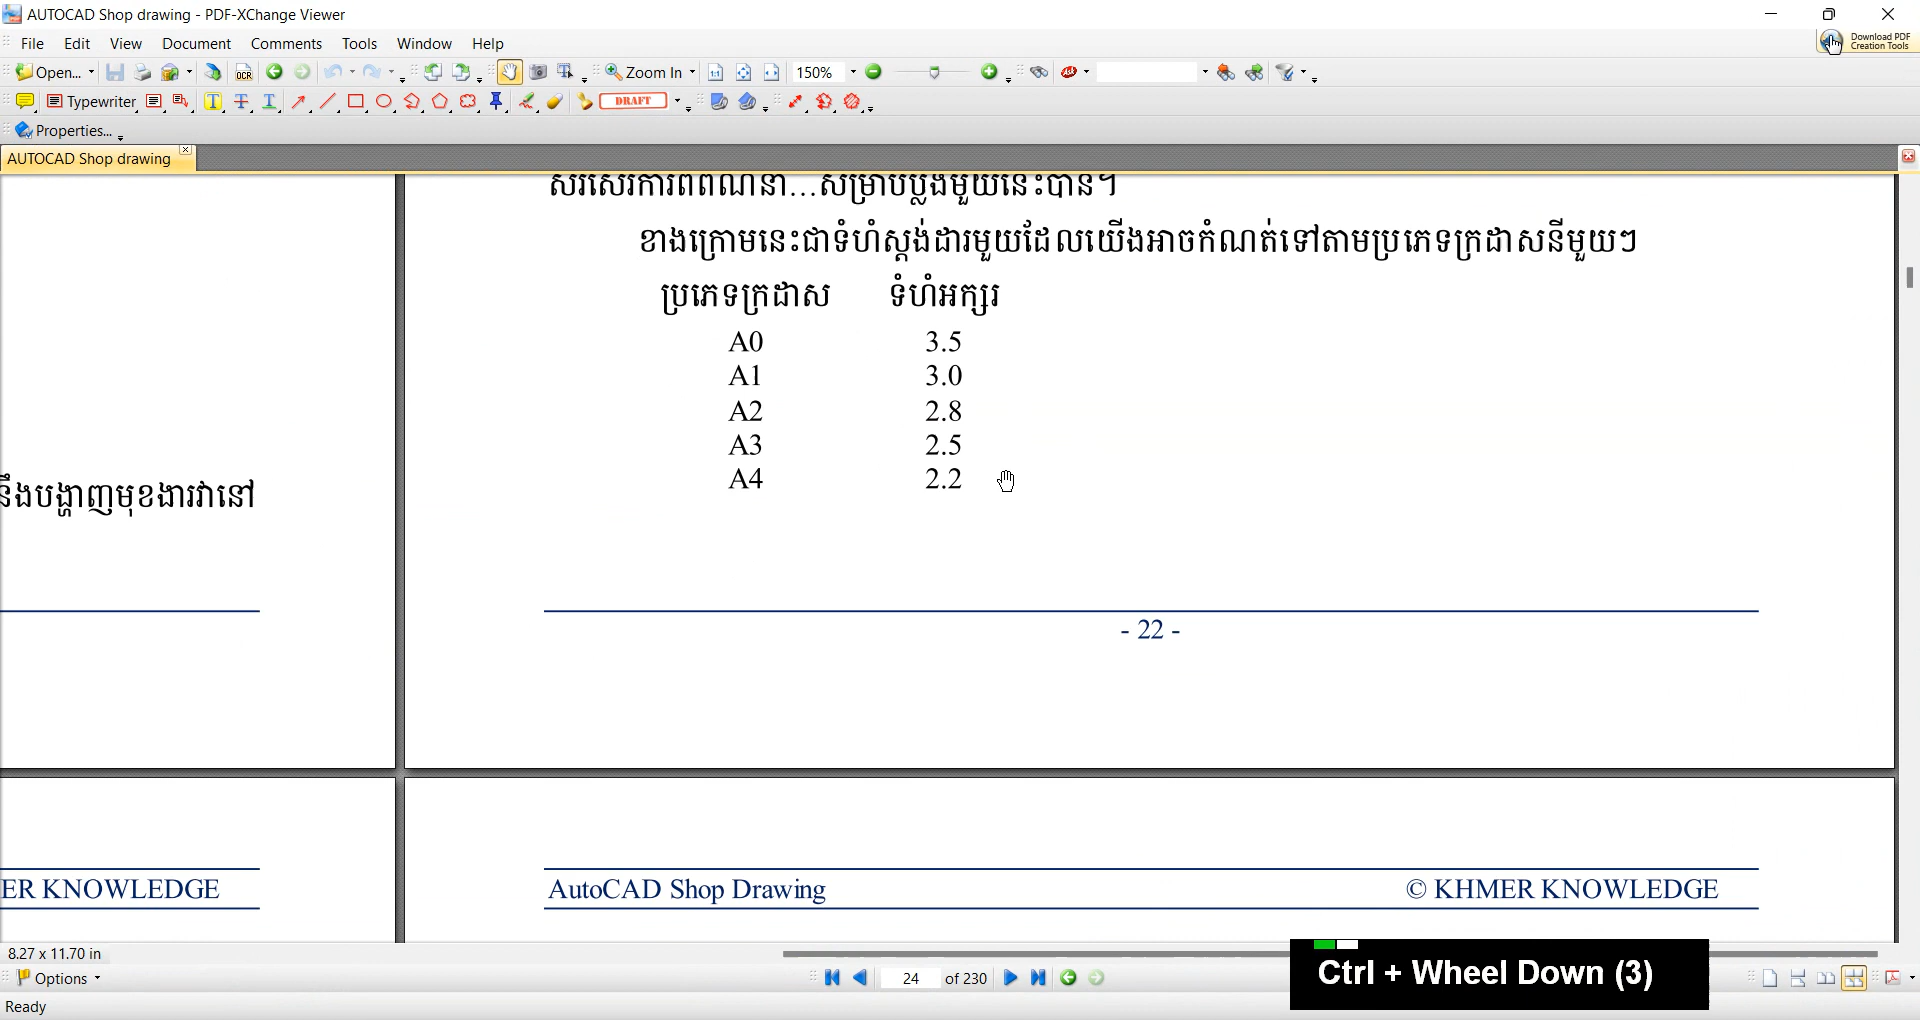 AUTOCAD Shop drawing - PDF-XChange Viewer
File Edit View Document Comments Tools Window Help
Download PDF
Creation Tools
Open... OCR Zoom In 150%
Typewriter DRAFT
Properties...
AUTOCAD Shop drawing
ខាងក្រោមនេះជាទំហំស្តង់ដារមួយដែលយើងអាចកំណត់ទៅតាមប្រភេទក្រដាសនីមួយៗ
ប្រភេទក្រដាស ទំហំអក្សរ
A0 3.5
A1 3.0
A2 2.8
A3 2.5
A4 2.2
នឹងបង្ហាញមុខងារវានៅ
- 22 -
ER KNOWLEDGE
AutoCAD Shop Drawing © KHMER KNOWLEDGE
8.27 x 11.70 in
Options 24 of 230
Ctrl + Wheel Down (3)
Ready